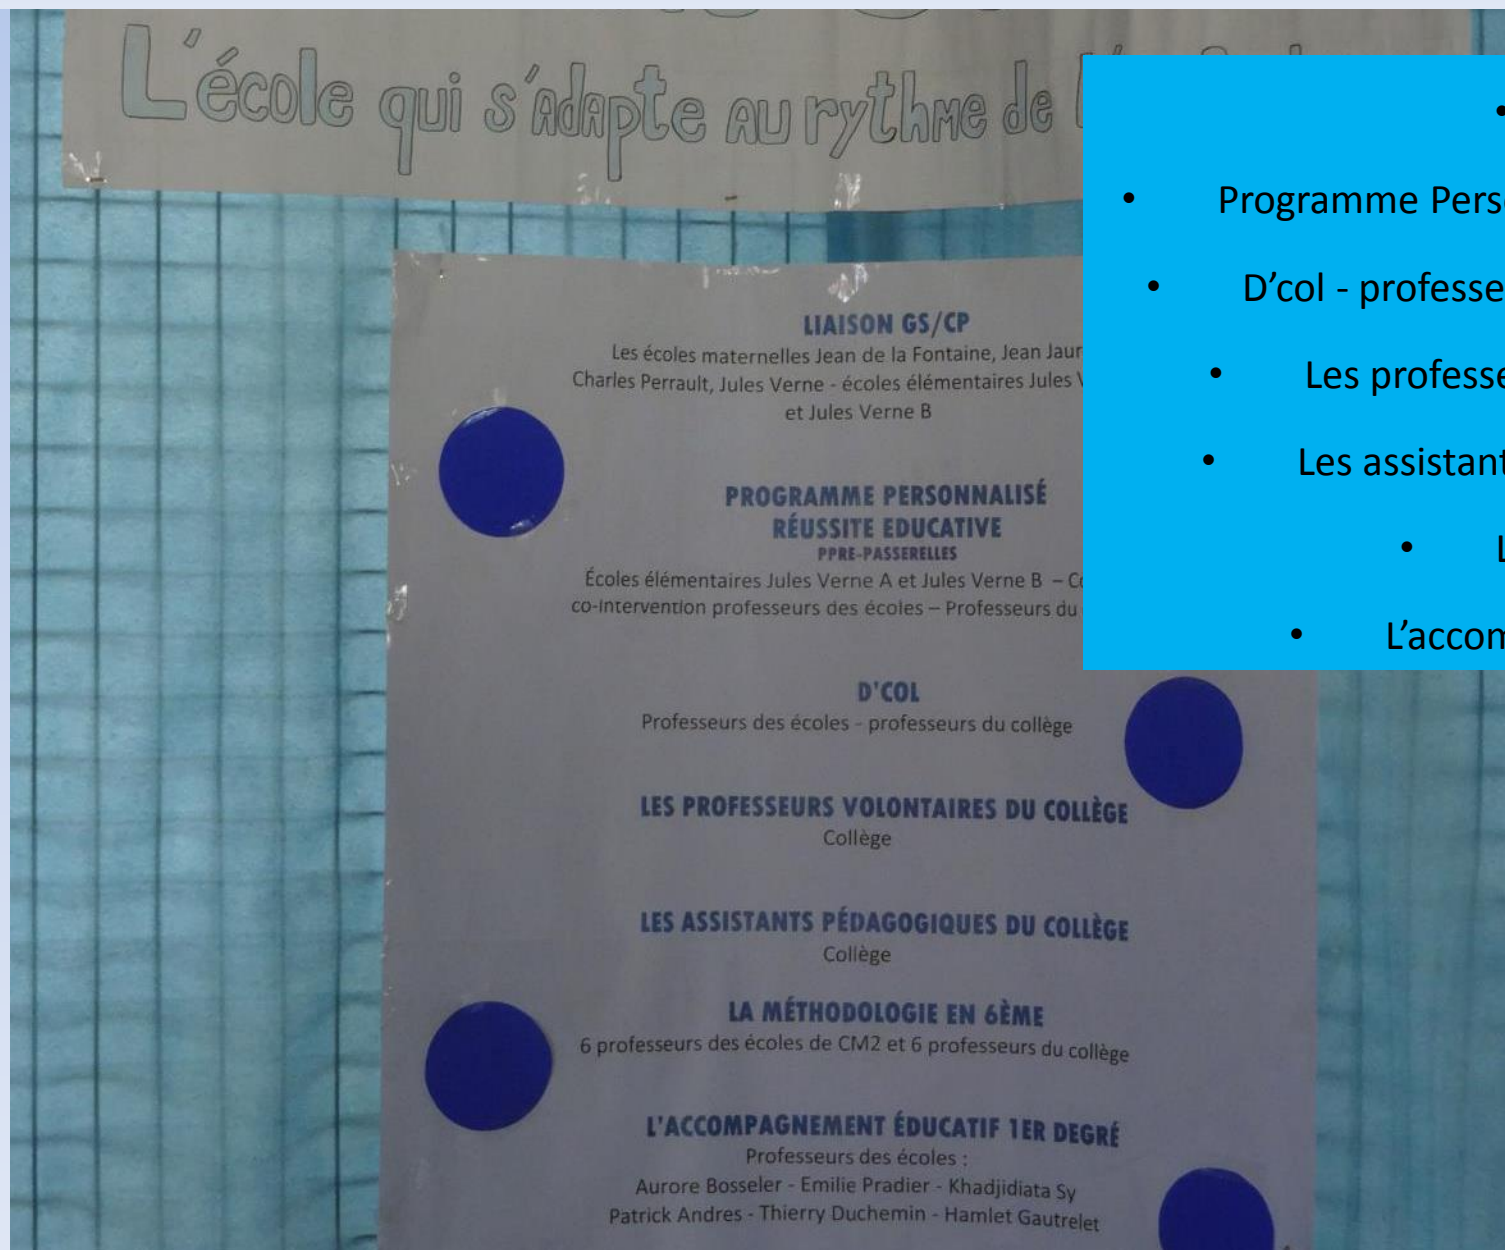 L'école qui s'Adapte au rythme de
LIAISON GS/CP
Les écoles maternelles Jean de la Fontaine, Jean Jaur
Charles Perrault, Jules Verne - écoles élémentaires Jules
et Jules Verne B
PROGRAMME PERSONNALISÉ
RÉUSSITE EDUCATIVE
PPRE-PASSERELLES
Écoles élémentaires Jules Verne A et Jules Verne B – Co
co-intervention professeurs des écoles – Professeurs du
D'COL
Professeurs des écoles - professeurs du collège
LES PROFESSEURS VOLONTAIRES DU COLLÈGE
Collège
LES ASSISTANTS PÉDAGOGIQUES DU COLLÈGE
Collège
LA MÉTHODOLOGIE EN 6ÈME
6 professeurs des écoles de CM2 et 6 professeurs du collège
L'ACCOMPAGNEMENT ÉDUCATIF 1ER DEGRÉ
Professeurs des écoles :
Aurore Bosseler - Emilie Pradier - Khadjidiata Sy
Patrick Andres - Thierry Duchemin - Hamlet Gautrelet
•
• Programme Pers
• D’col - professe
• Les professe
• Les assistant
• L
• L’accom